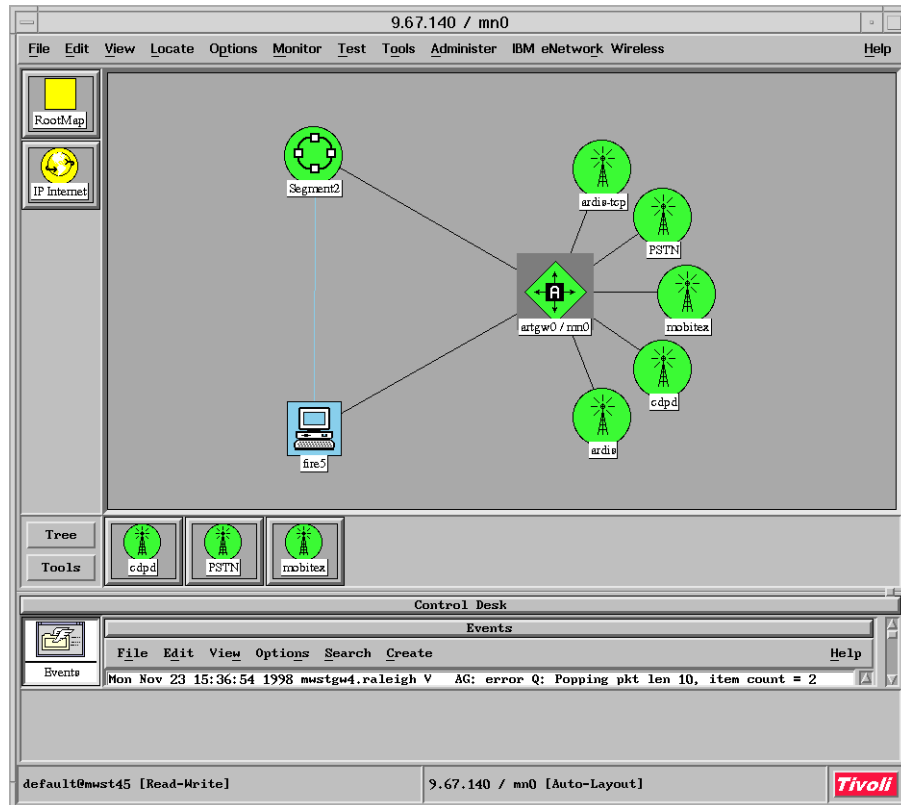 9.67.140 / mn0
File Edit View Locate Options Monitor Test Tools Administer IBM eNetwork Wireless Help
RootMap
IP Internet
Segment2
ardis-tcp
PSTN
A
artgw0 / mn0
mobitex
cdpd
ardis
fire5
Tree
Tools
cdpd PSTN mobitex
Control Desk
Events
File Edit View Options Search Create Help
Events
Mon Nov 23 15:36:54 1998 mwstgw4.raleigh V AG: error Q: Popping pkt len 10, item count = 2
default@mwst45 [Read-Write] 9.67.140 / mn0 [Auto-Layout] Tivoli